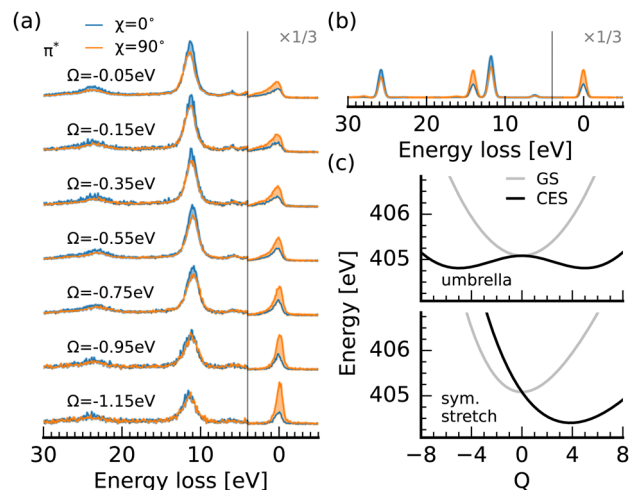 (a)
χ=0°
χ=90°
π*
×1/3
Ω=-0.05eV
Ω=-0.15eV
Ω=-0.35eV
Ω=-0.55eV
Ω=-0.75eV
Ω=-0.95eV
Ω=-1.15eV
30 20 10 0
Energy loss [eV]
(b)
×1/3
30 20 10 0
Energy loss [eV]
(c)
GS
CES
406
405
umbrella
406
405
sym.
stretch
Energy [eV]
−8 −4 0 4 8
Q